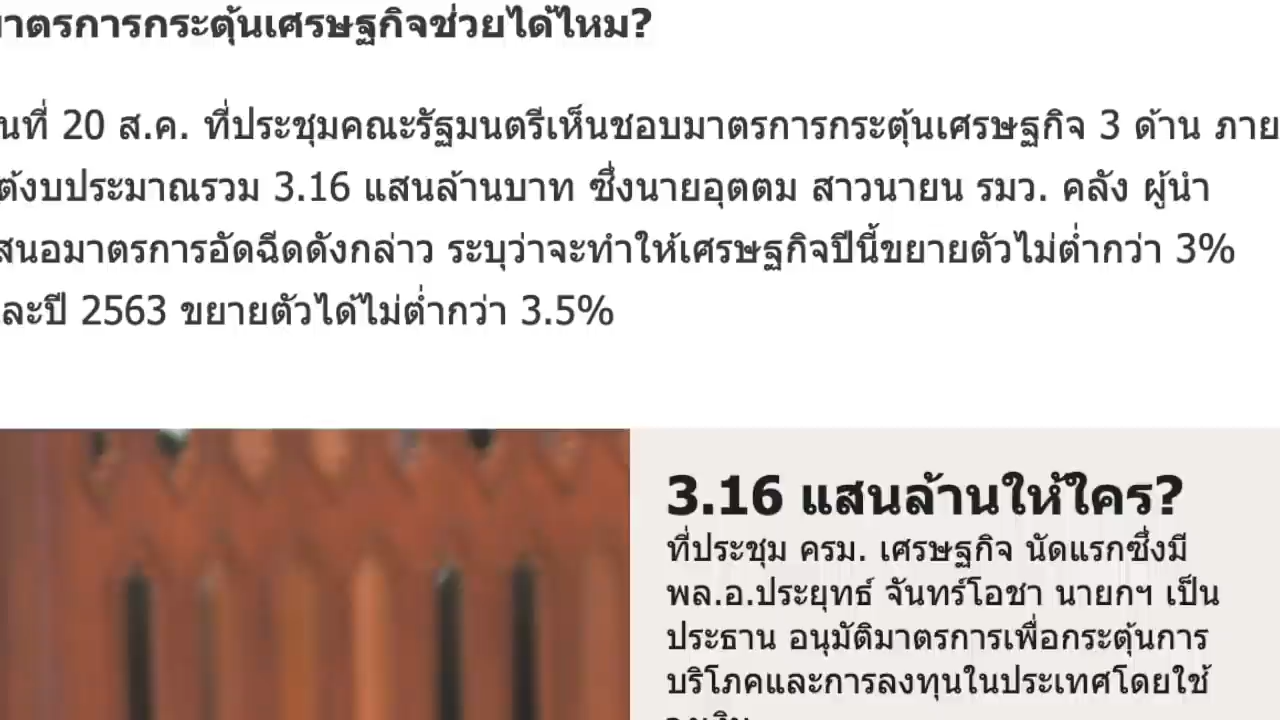 มาตรการกระตุ้นเศรษฐกิจช่วยได้ไหม?
นที่ 20 ส.ค. ที่ประชุมคณะรัฐมนตรีเห็นชอบมาตรการกระตุ้นเศรษฐกิจ 3 ด้าน ภาย
ต้งบประมาณรวม 3.16 แสนล้านบาท ซึ่งนายอุตตม สาวนายน รมว. คลัง ผู้นำ
สนอมาตรการอัดฉีดดังกล่าว ระบุว่าจะทำให้เศรษฐกิจปีนี้ขยายตัวไม่ต่ำกว่า 3%
ละปี 2563 ขยายตัวได้ไม่ต่ำกว่า 3.5%
3.16 แสนล้านให้ใคร?
ที่ประชุม ครม. เศรษฐกิจ นัดแรกซึ่งมี
พล.อ.ประยุทธ์ จันทร์โอชา นายกฯ เป็น
ประธาน อนุมัติมาตรการเพื่อกระตุ้นการ
บริโภคและการลงทุนในประเทศโดยใช้